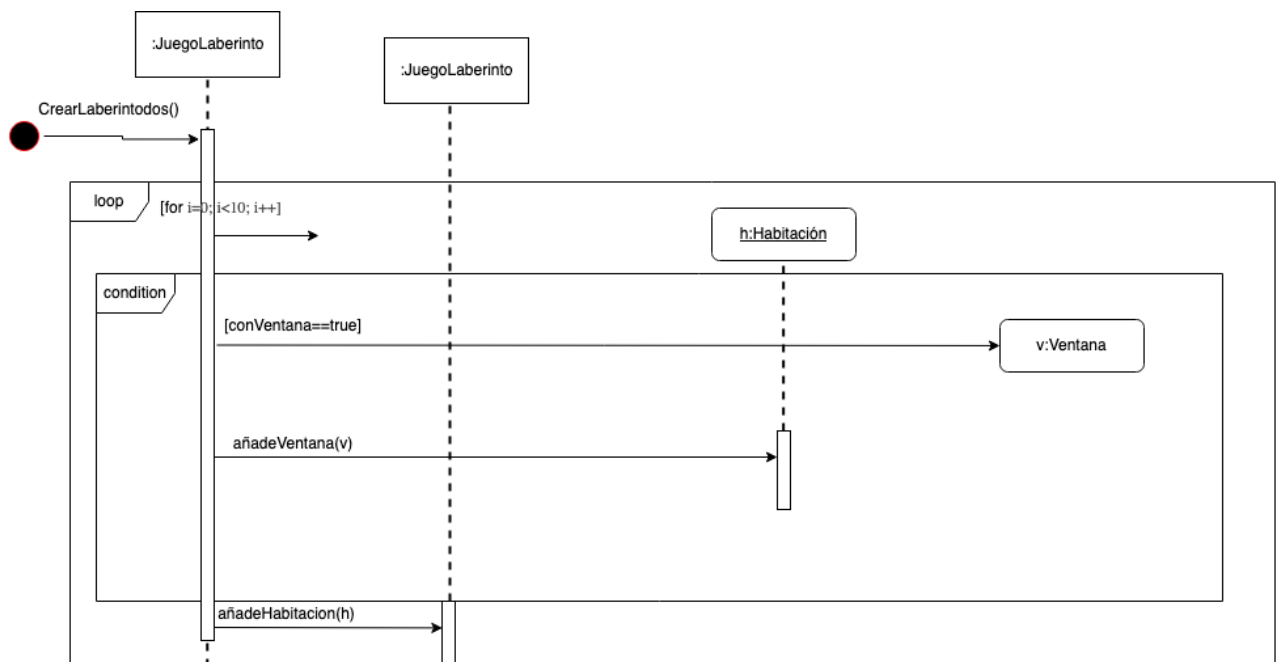 :JuegoLaberinto
:JuegoLaberinto
CrearLaberintodos()
loop
[for i=0; i<10; i++]
h:Habitación
condition
[conVentana==true]
v:Ventana
añadeVentana(v)
añadeHabitacion(h)